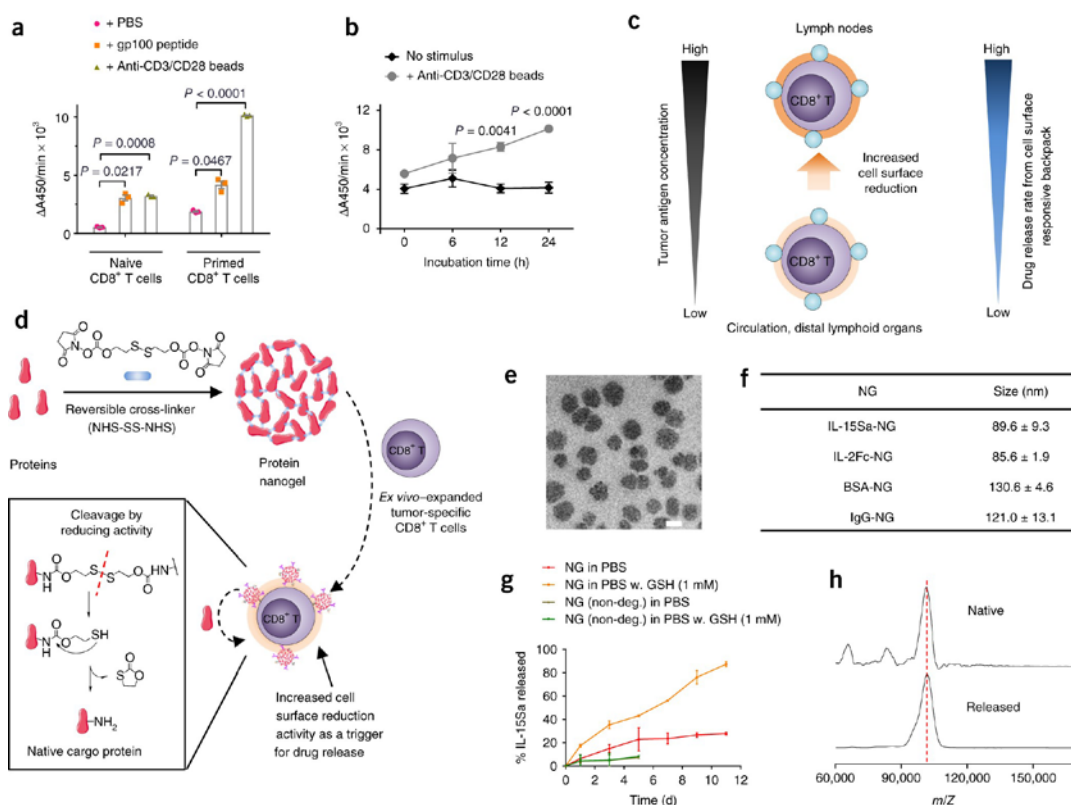 a
+ PBS
+ gp100 peptide
+ Anti-CD3/CD28 beads
P < 0.0001
P = 0.0008
P = 0.0217
P = 0.0467
ΔA450/min × 10³
10
5
0
Naive
CD8⁺ T cells
Primed
CD8⁺ T cells
b
No stimulus
+ Anti-CD3/CD28 beads
P < 0.0001
P = 0.0041
ΔA450/min × 10³
12
8
4
0
0
6
12
24
Incubation time (h)
c
Lymph nodes
High
High
CD8⁺ T
Tumor antigen concentration
Increased
cell surface
reduction
Drug release rate from cell surface
responsive backpack
CD8⁺ T
Low
Low
Circulation, distal lymphoid organs
d
O
O
N
O
O
O
O
S
S
O
O
O
N
O
O
Reversible cross-linker
(NHS-SS-NHS)
Proteins
Protein
nanogel
CD8⁺ T
Ex vivo–expanded
tumor-specific
CD8⁺ T cells
Cleavage by
reducing activity
O
N
H
O
S
S
O
O
NH
O
N
H
O
SH
O
S
O
NH₂
Native cargo protein
CD8⁺ T
Increased cell
surface reduction
activity as a trigger
for drug release
e
f
NG
Size (nm)
IL-15Sa-NG
89.6 ± 9.3
IL-2Fc-NG
85.6 ± 1.9
BSA-NG
130.6 ± 4.6
IgG-NG
121.0 ± 13.1
g
NG in PBS
NG in PBS w. GSH (1 mM)
NG (non-deg.) in PBS
NG (non-deg.) in PBS w. GSH (1 mM)
% IL-15Sa released
100
80
60
40
20
0
0
2
4
6
8
10
12
Time (d)
h
Native
Released
60,000
90,000
120,000
150,000
m/Z